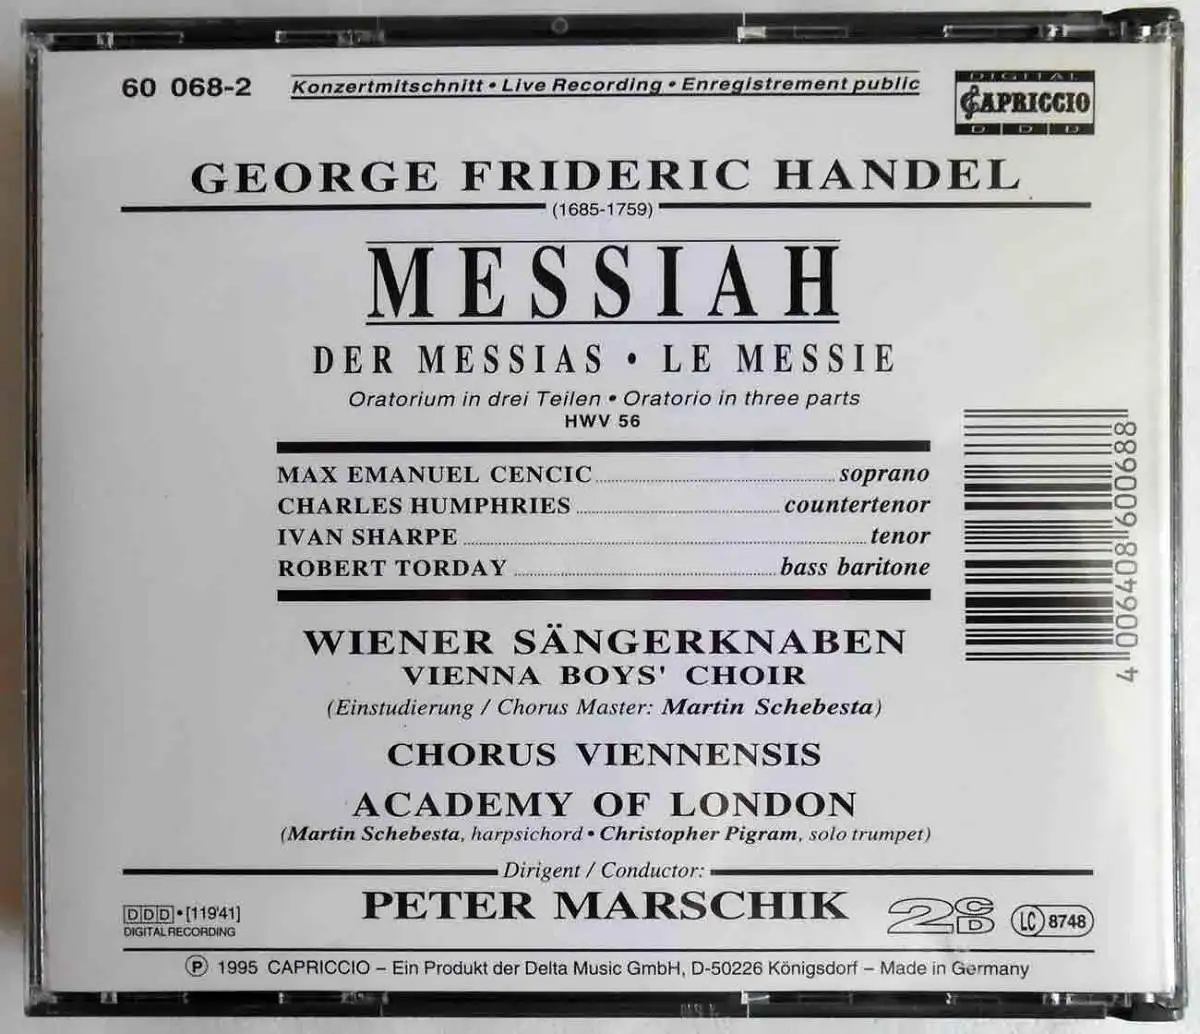 60 068-2 Konzertmitschnitt • Live Recording • Enregistrement public
DIGITAL
CAPRICCIO
DDD
GEORGE FRIDERIC HANDEL
(1685-1759)
MESSIAH
DER MESSIAS • LE MESSIE
Oratorium in drei Teilen • Oratorio in three parts
HWV 56
MAX EMANUEL CENCIC soprano
CHARLES HUMPHRIES countertenor
IVAN SHARPE tenor
ROBERT TORDAY bass baritone
4 006408 600688
WIENER SÄNGERKNABEN
VIENNA BOYS' CHOIR
(Einstudierung / Chorus Master: Martin Schebesta)
CHORUS VIENNENSIS
ACADEMY OF LONDON
(Martin Schebesta, harpsichord • Christopher Pigram, solo trumpet)
Dirigent / Conductor:
PETER MARSCHIK
DDD • [119'41]
DIGITAL RECORDING
2 CD
LC 8748
Ⓟ 1995 CAPRICCIO – Ein Produkt der Delta Music GmbH, D-50226 Königsdorf – Made in Germany